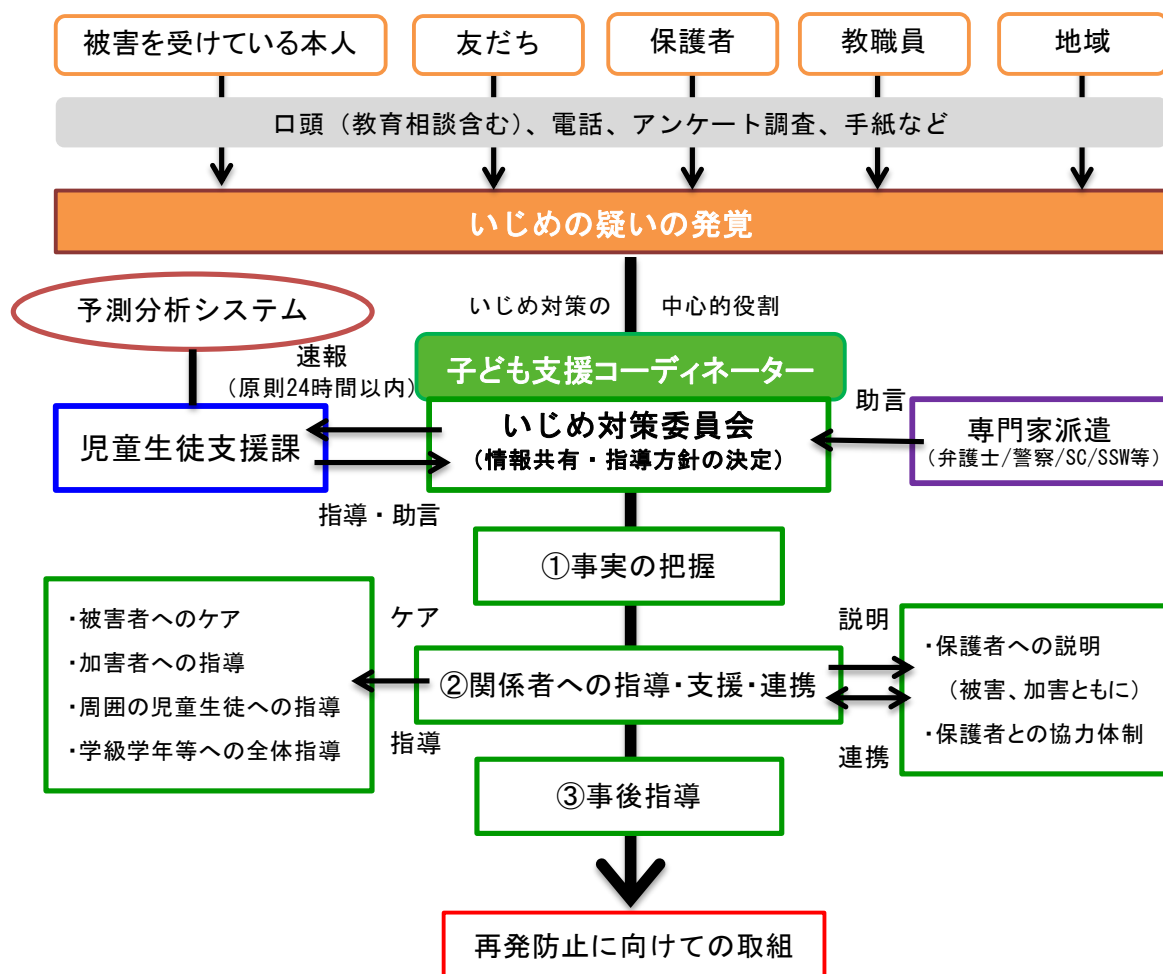 被害を受けている本人
友だち
保護者
教職員
地域
口頭（教育相談含む）、電話、アンケート調査、手紙など
いじめの疑いの発覚
予測分析システム
いじめ対策の　中心的役割
速報
（原則24時間以内）
子ども支援コーディネーター
いじめ対策委員会
（情報共有・指導方針の決定）
児童生徒支援課
助言
専門家派遣
（弁護士/警察/SC/SSW等）
指導・助言
①事実の把握
・被害者へのケア
・加害者への指導
・周囲の児童生徒への指導
・学級学年等への全体指導
ケア
指導
②関係者への指導・支援・連携
説明
連携
・保護者への説明
（被害、加害ともに）
・保護者との協力体制
③事後指導
再発防止に向けての取組